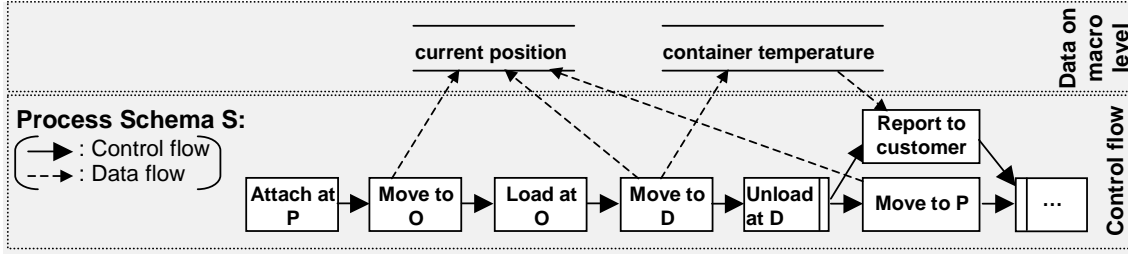 current position
container temperature
Data on
macro
level
Process Schema S:
: Control flow
: Data flow
Attach at
P
Move to
O
Load at
O
Move to
D
Unload
at D
Report to
customer
Move to P
...
Control flow